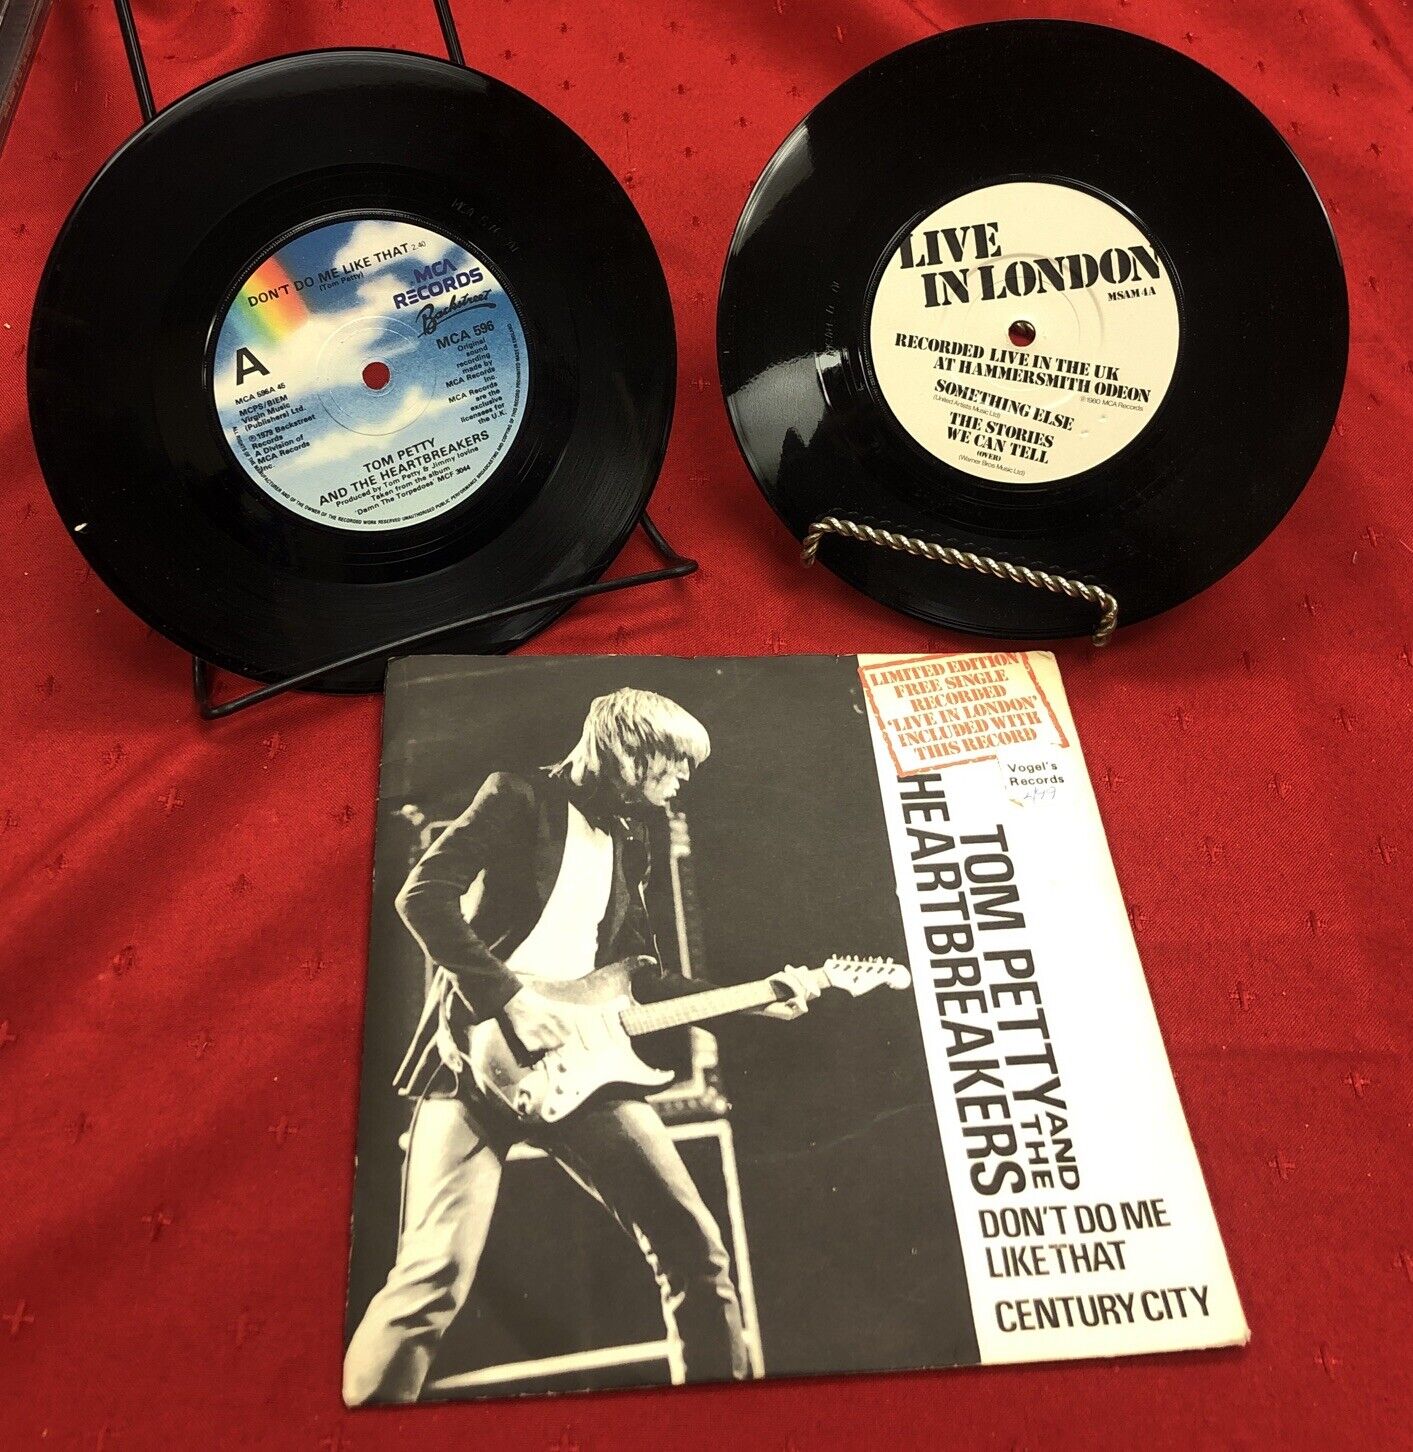 DON'T DO ME LIKE THAT 2:40
(Tom Petty)
MCA
RECORDS
Backstreet
A
MCA 596
MCA 596A 45
MCPS/BIEM
Virgin Music
(Publishers) Ltd.
℗1979 Backstreet
Records
A Division of
MCA Records
Inc.
Original
sound
recording
made by
MCA Records
Inc.
MCA Records
are the
exclusive
licensees for
the U.K.
TOM PETTY
AND THE HEARTBREAKERS
Produced by Tom Petty & Jimmy Iovine
Taken from the album
'Damn The Torpedoes' MCF 3044
LIVE
IN LONDON
MSAM 4A
RECORDED LIVE IN THE UK
AT HAMMERSMITH ODEON
℗1980 MCA Records
SOMETHING ELSE
(United Artists Music Ltd)
THE STORIES
WE CAN TELL
(OVER)
(Warner Bros Music Ltd)
LIMITED EDITION
FREE SINGLE
RECORDED
'LIVE IN LONDON'
INCLUDED WITH
THIS RECORD
Vogel's
Records
TOM PETTY AND THE
HEARTBREAKERS
DON'T DO ME
LIKE THAT
CENTURY CITY